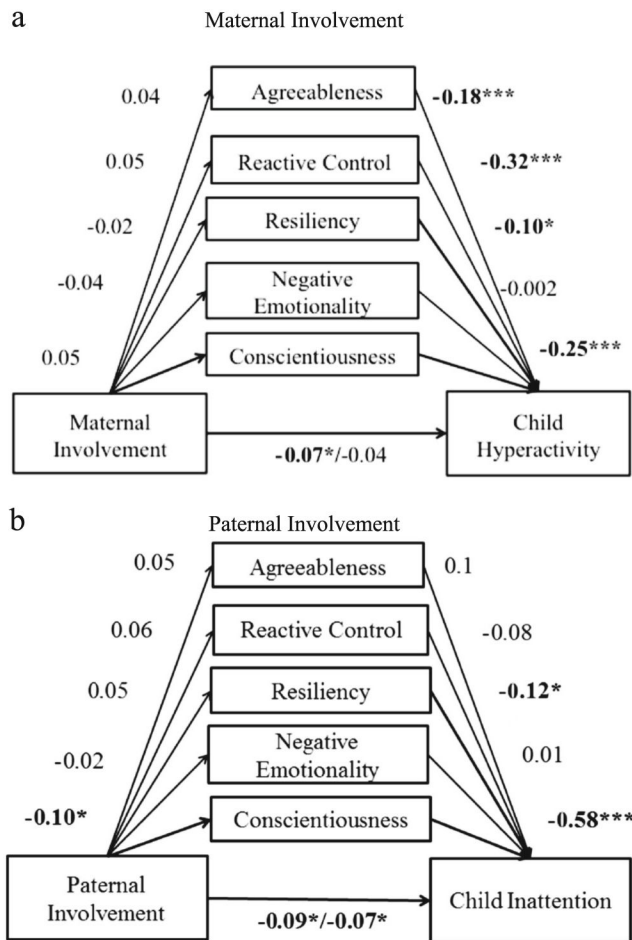 a
Maternal Involvement
0.04
Agreeableness
-0.18***
0.05
Reactive Control
-0.32***
-0.02
Resiliency
-0.10*
-0.04
Negative
Emotionality
-0.002
0.05
Conscientiousness
-0.25***
Maternal
Involvement
-0.07*/-0.04
Child
Hyperactivity
b
Paternal Involvement
0.05
Agreeableness
0.1
0.06
Reactive Control
-0.08
0.05
Resiliency
-0.12*
-0.02
Negative
Emotionality
0.01
-0.10*
Conscientiousness
-0.58***
Paternal
Involvement
-0.09*/-0.07*
Child Inattention